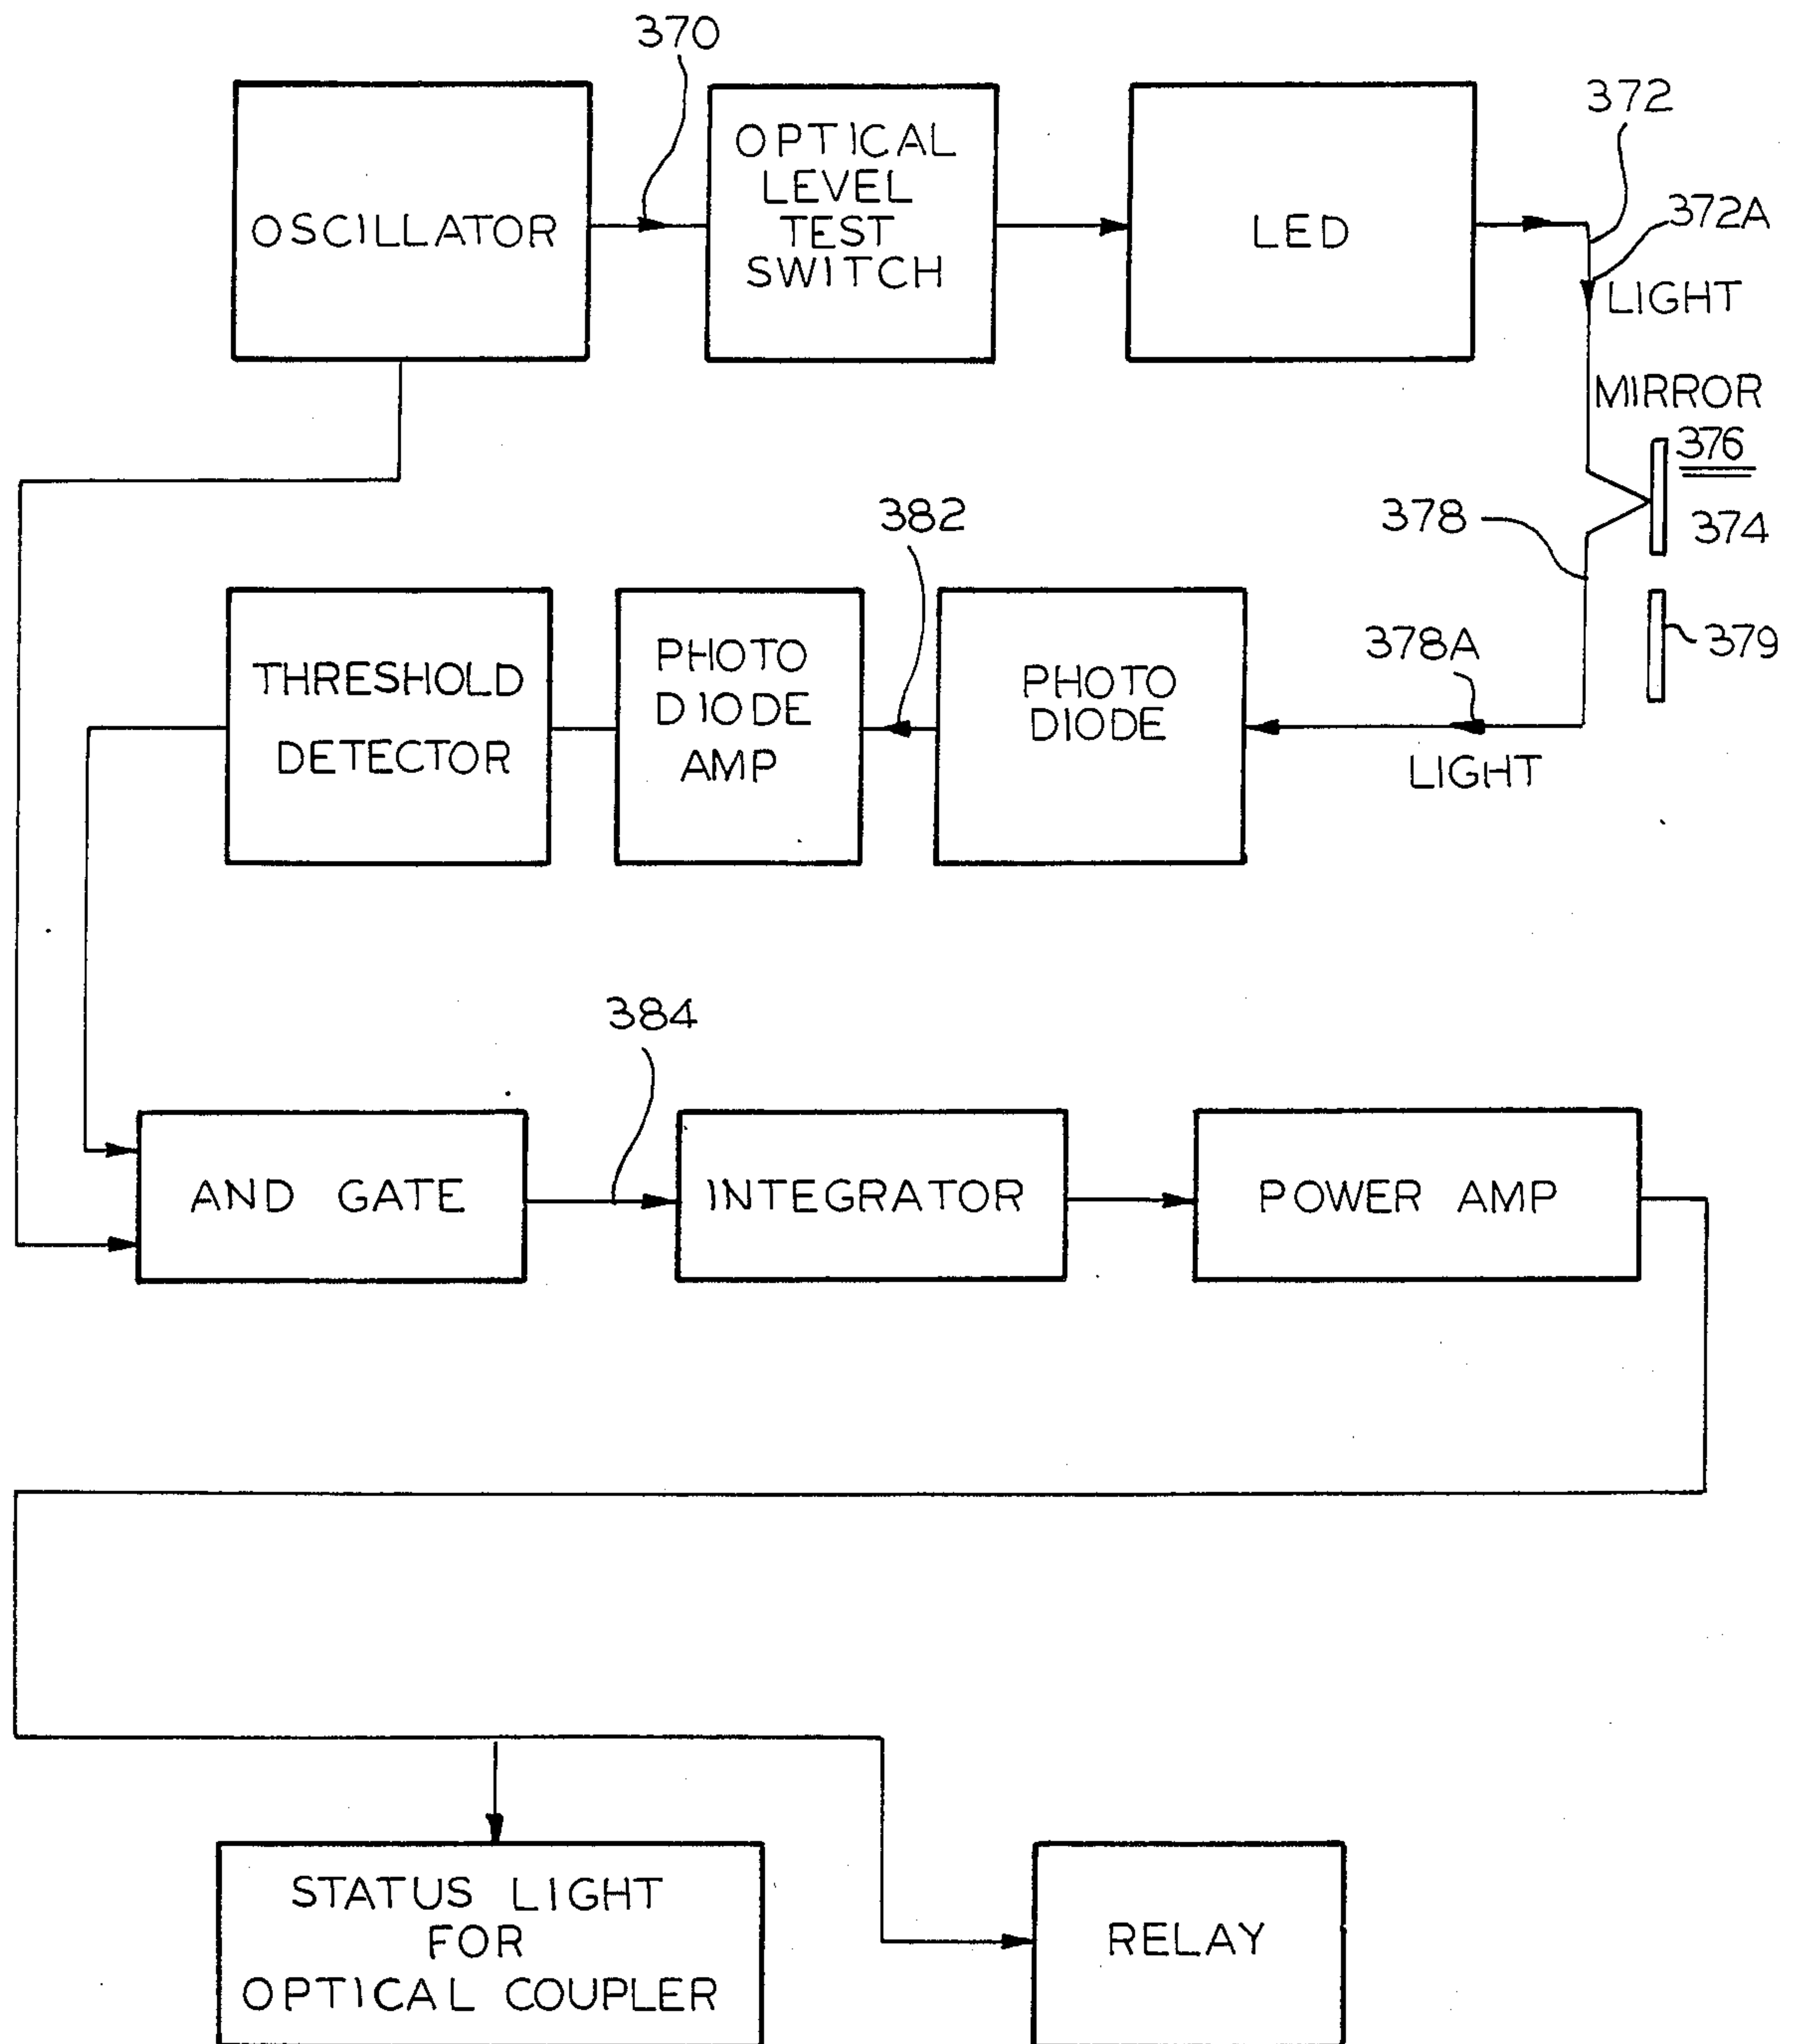 370
372
OSCILLATOR
OPTICAL
LEVEL
TEST
SWITCH
LED
372A
LIGHT
MIRROR
376
374
378
382
379
378A
THRESHOLD
DETECTOR
PHOTO
DIODE
AMP
PHOTO
DIODE
LIGHT
384
AND GATE
INTEGRATOR
POWER AMP
STATUS LIGHT
FOR
OPTICAL COUPLER
RELAY